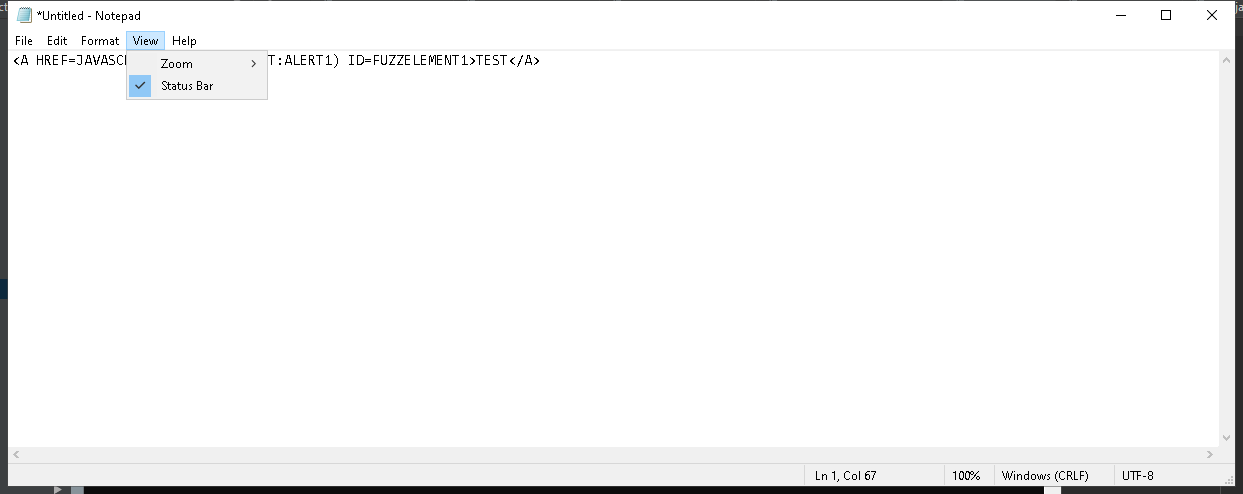 *Untitled - Notepad
File Edit Format View Help
<A HREF=JAVASC T:ALERT1) ID=FUZZELEMENT1>TEST</A>
Zoom
Status Bar
Ln 1, Col 67 100% Windows (CRLF) UTF-8